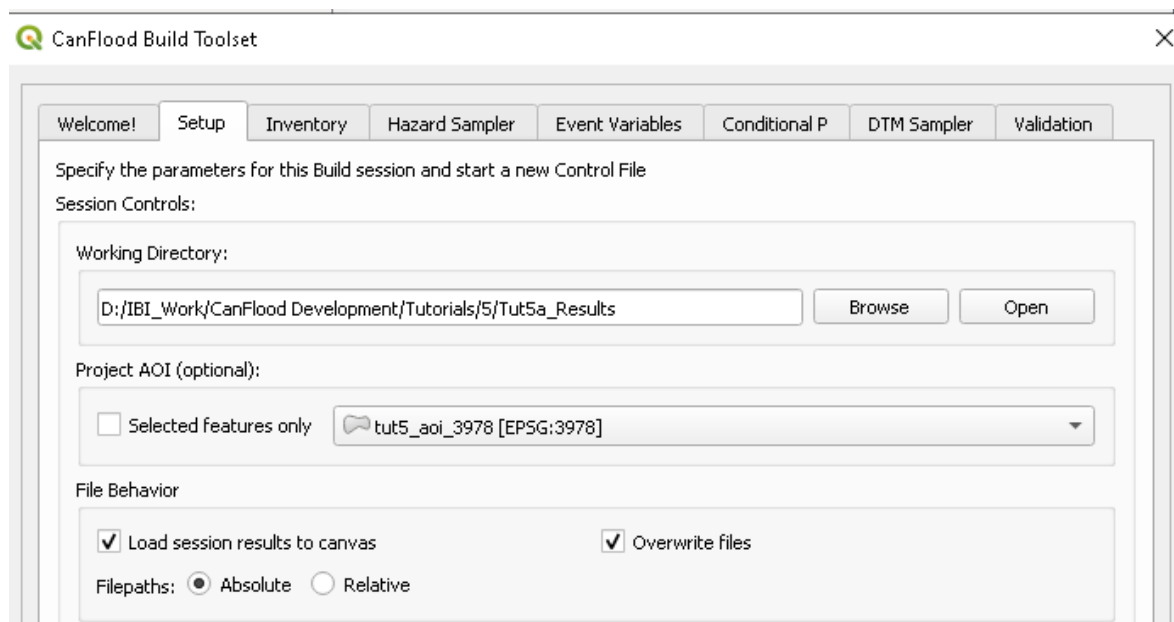 CanFlood Build Toolset
Welcome! Setup Inventory Hazard Sampler Event Variables Conditional P DTM Sampler Validation
Specify the parameters for this Build session and start a new Control File
Session Controls:
Working Directory:
D:/IBI_Work/CanFlood Development/Tutorials/5/Tut5a_Results Browse Open
Project AOI (optional):
Selected features only tut5_aoi_3978 [EPSG:3978]
File Behavior
Load session results to canvas Overwrite files
Filepaths: Absolute Relative